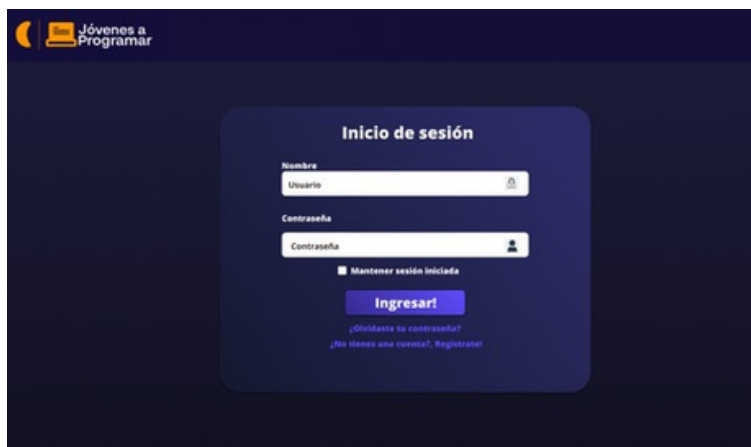 Jóvenes a
Programar
Inicio de sesión
Nombre
Usuario
Contraseña
Contraseña
Mantener sesión iniciada
Ingresar!
¿Olvidaste tu contraseña?
¿No tienes una cuenta?, Registrate!